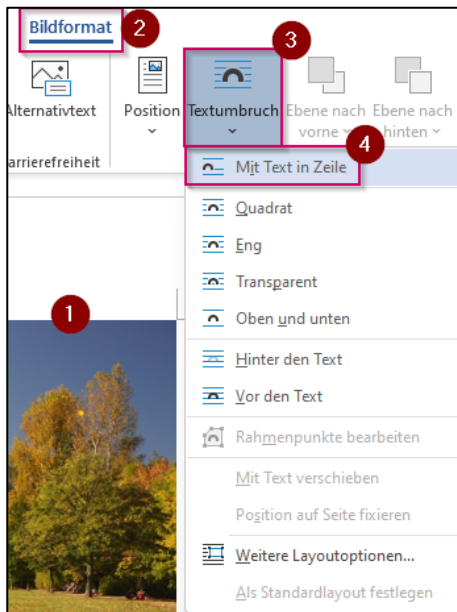 Bildformat
2
3
Alternativtext
Position
Textumbruch
Ebene nach
vorne
Ebene nach
hinten
arrierefreiheit
4
Mit Text in Zeile
Quadrat
Eng
Transparent
Oben und unten
1
Hinter den Text
Vor den Text
Rahmenpunkte bearbeiten
Mit Text verschieben
Position auf Seite fixieren
Weitere Layoutoptionen...
Als Standardlayout festlegen